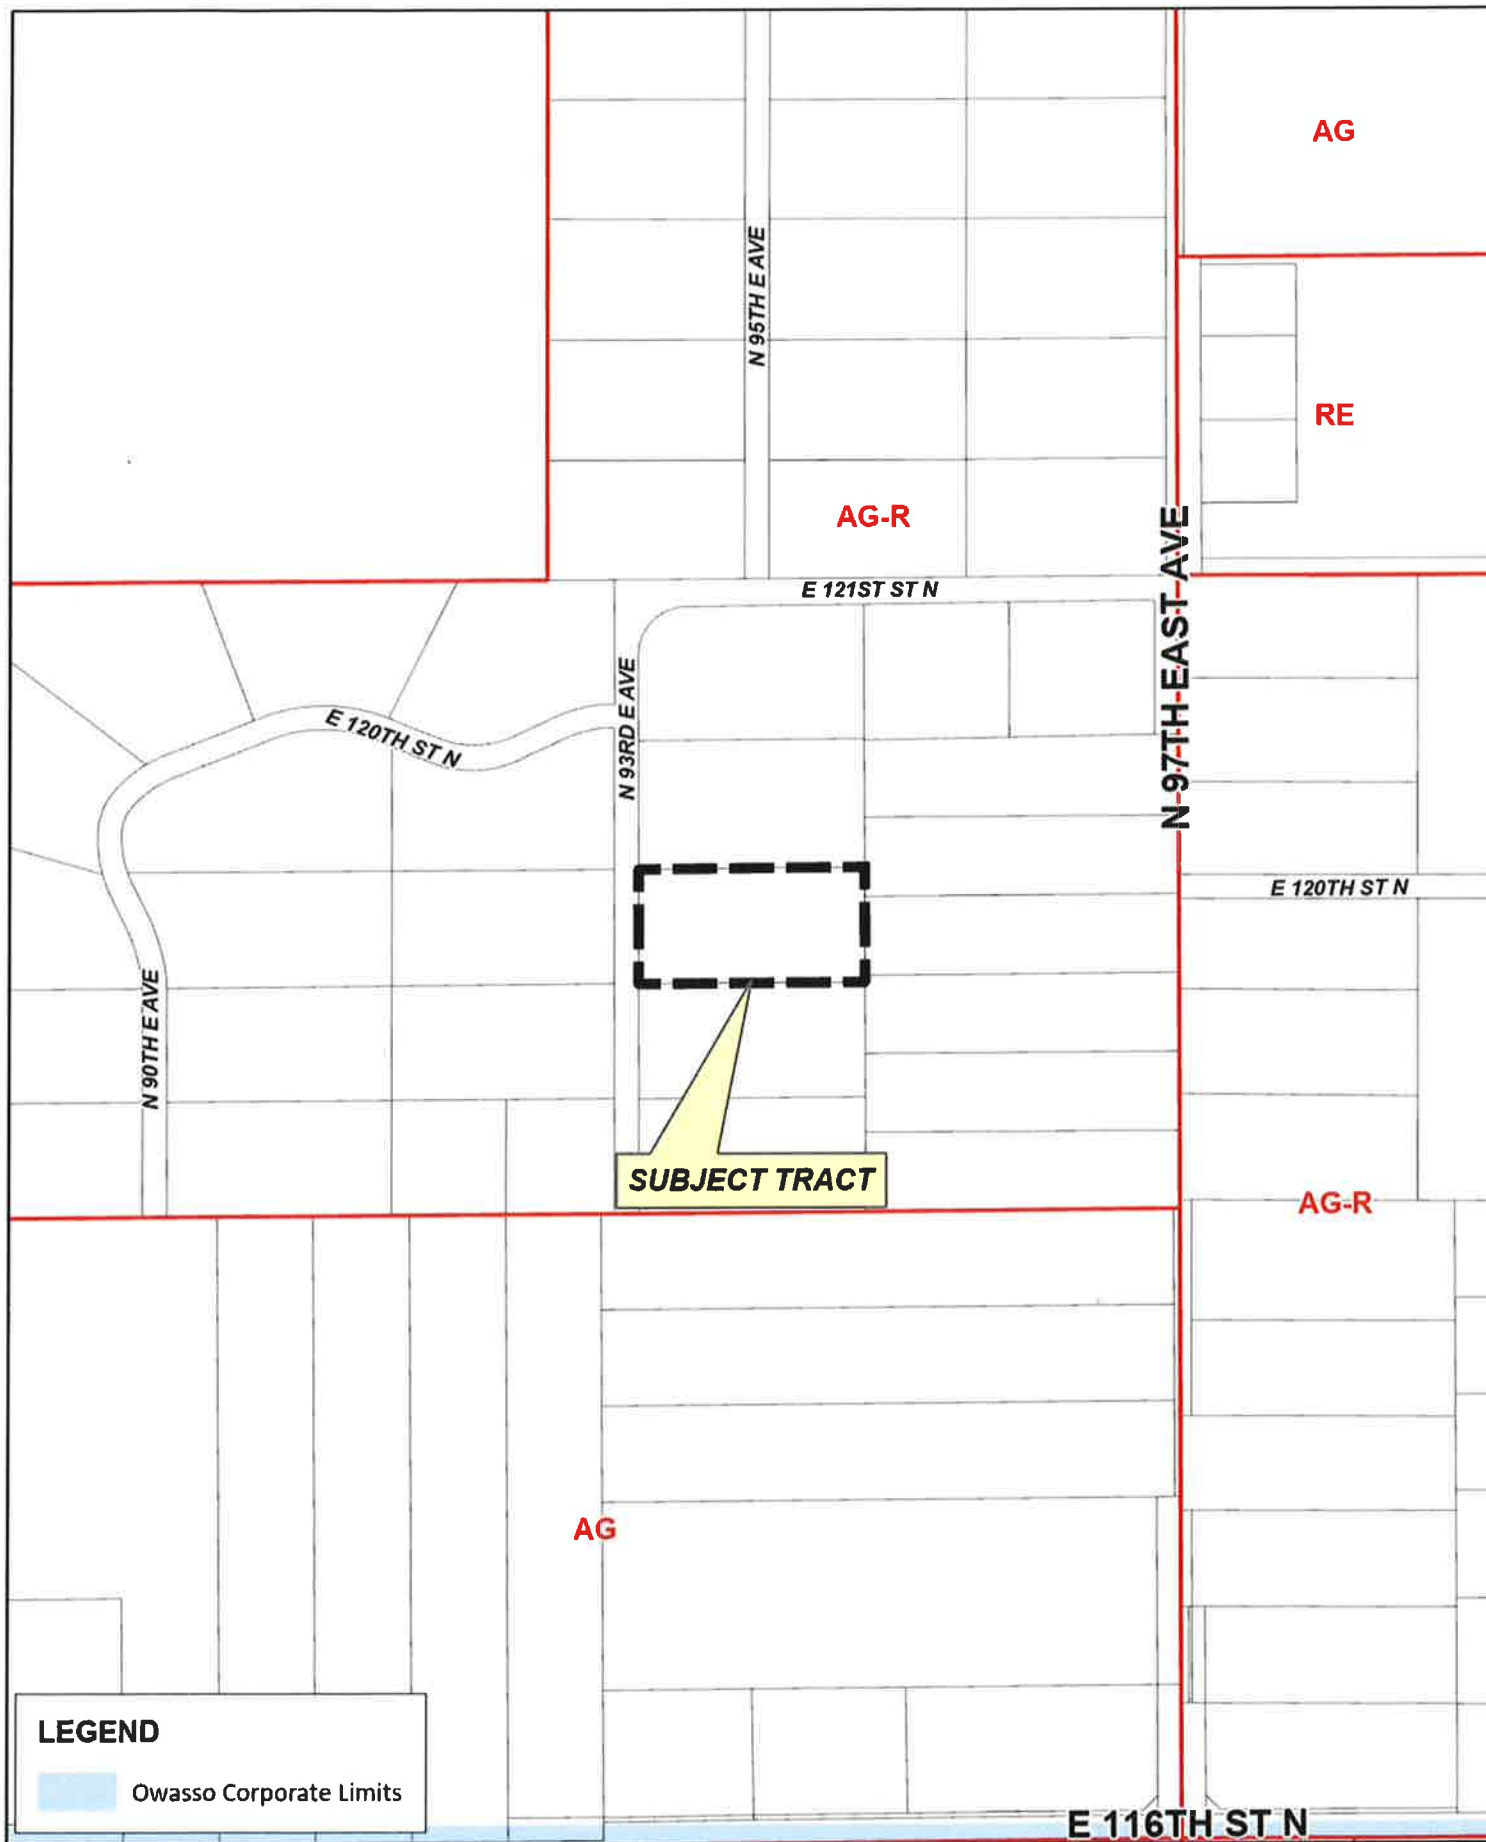 AG
N 95TH E AVE
RE
AG-R
E 121ST ST N
N 97TH EAST AVE
N 93RD E AVE
E 120TH ST N
E 120TH ST N
N 90TH E AVE
SUBJECT TRACT
AG-R
AG
LEGEND
Owasso Corporate Limits
E 116TH ST N